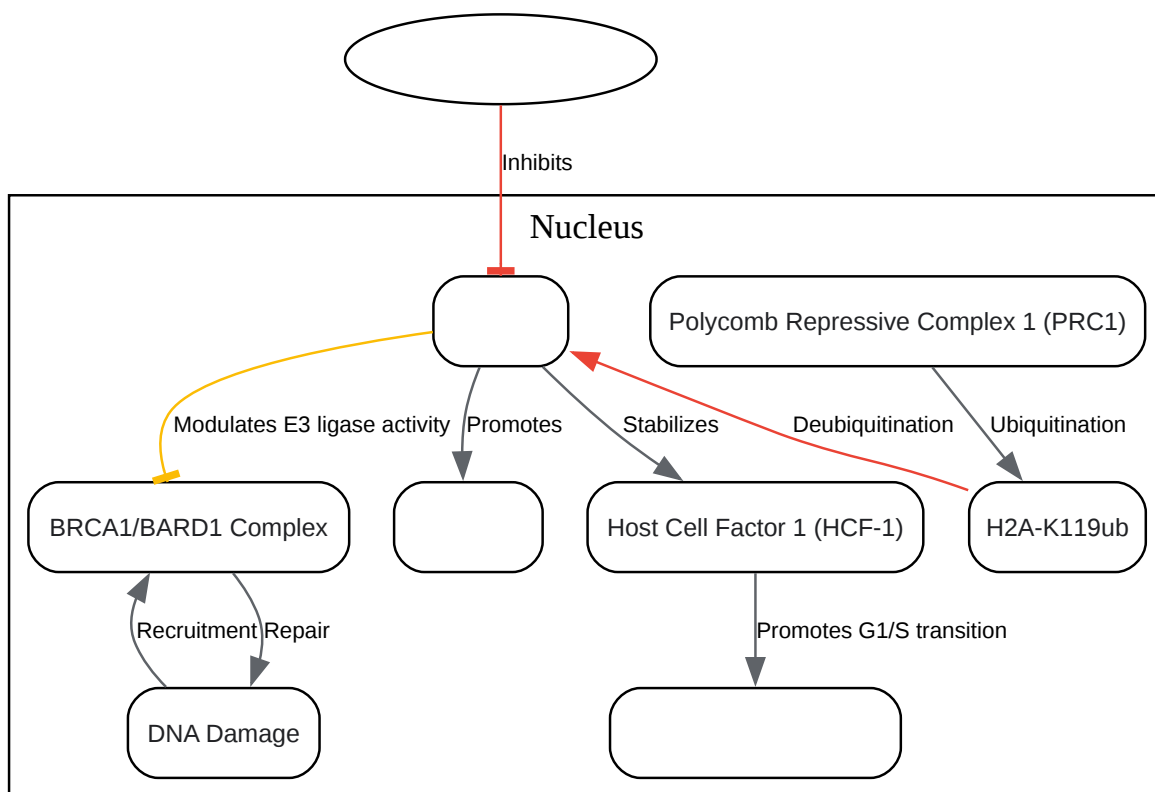 Inhibits
Nucleus
Polycomb Repressive Complex 1 (PRC1)
Modulates E3 ligase activity
Promotes
Stabilizes
Deubiquitination
Ubiquitination
BRCA1/BARD1 Complex
Host Cell Factor 1 (HCF-1)
H2A-K119ub
Recruitment
Repair
Promotes G1/S transition
DNA Damage